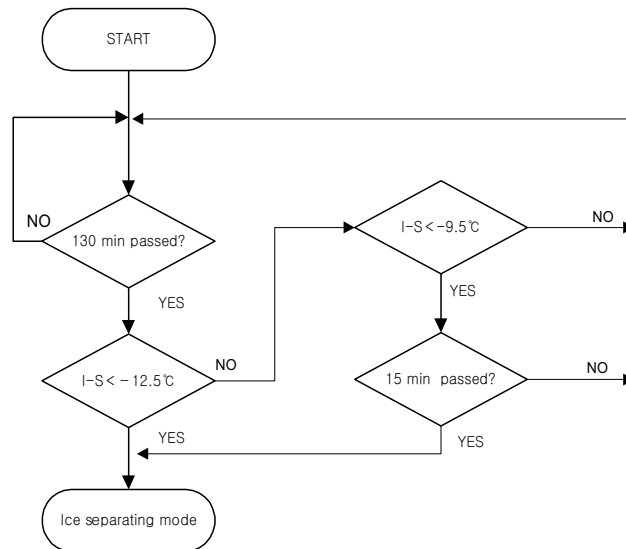 START
NO
130 min passed?
YES
I-S< -12.5℃
NO
YES
Ice separating mode
I-S<-9.5℃
NO
YES
15 min passed?
NO
YES